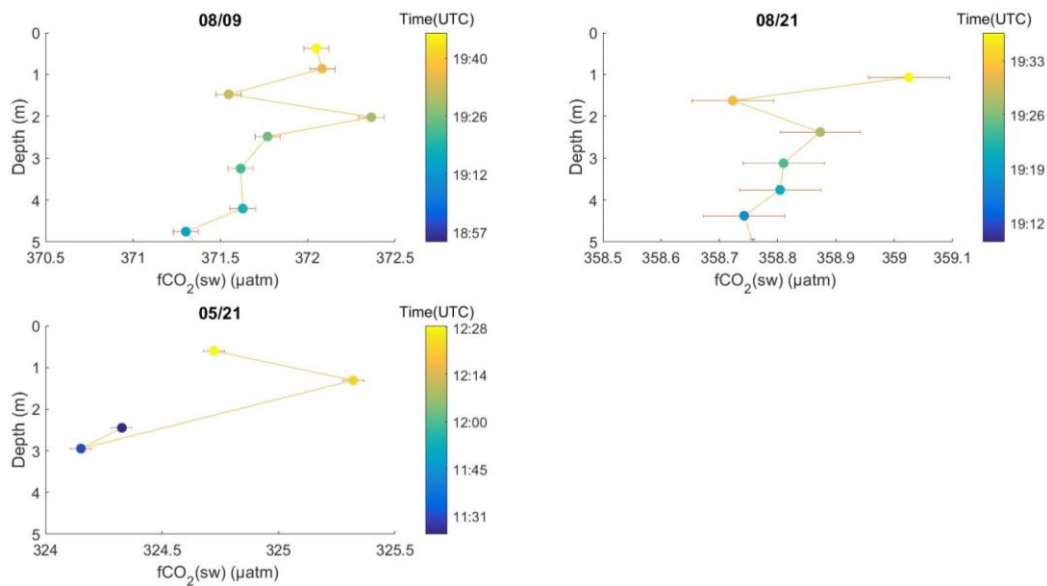 08/09
Time(UTC)
0
1
2
3
4
5
Depth (m)
370.5 371 371.5 372 372.5
fCO2(sw) (µatm)
19:40
19:26
19:12
18:57
08/21
Time(UTC)
0
1
2
3
4
5
Depth (m)
358.5 358.6 358.7 358.8 358.9 359 359.1
fCO2(sw) (µatm)
19:33
19:26
19:19
19:12
05/21
Time(UTC)
0
1
2
3
4
5
Depth (m)
324 324.5 325 325.5
fCO2(sw) (µatm)
12:28
12:14
12:00
11:45
11:31